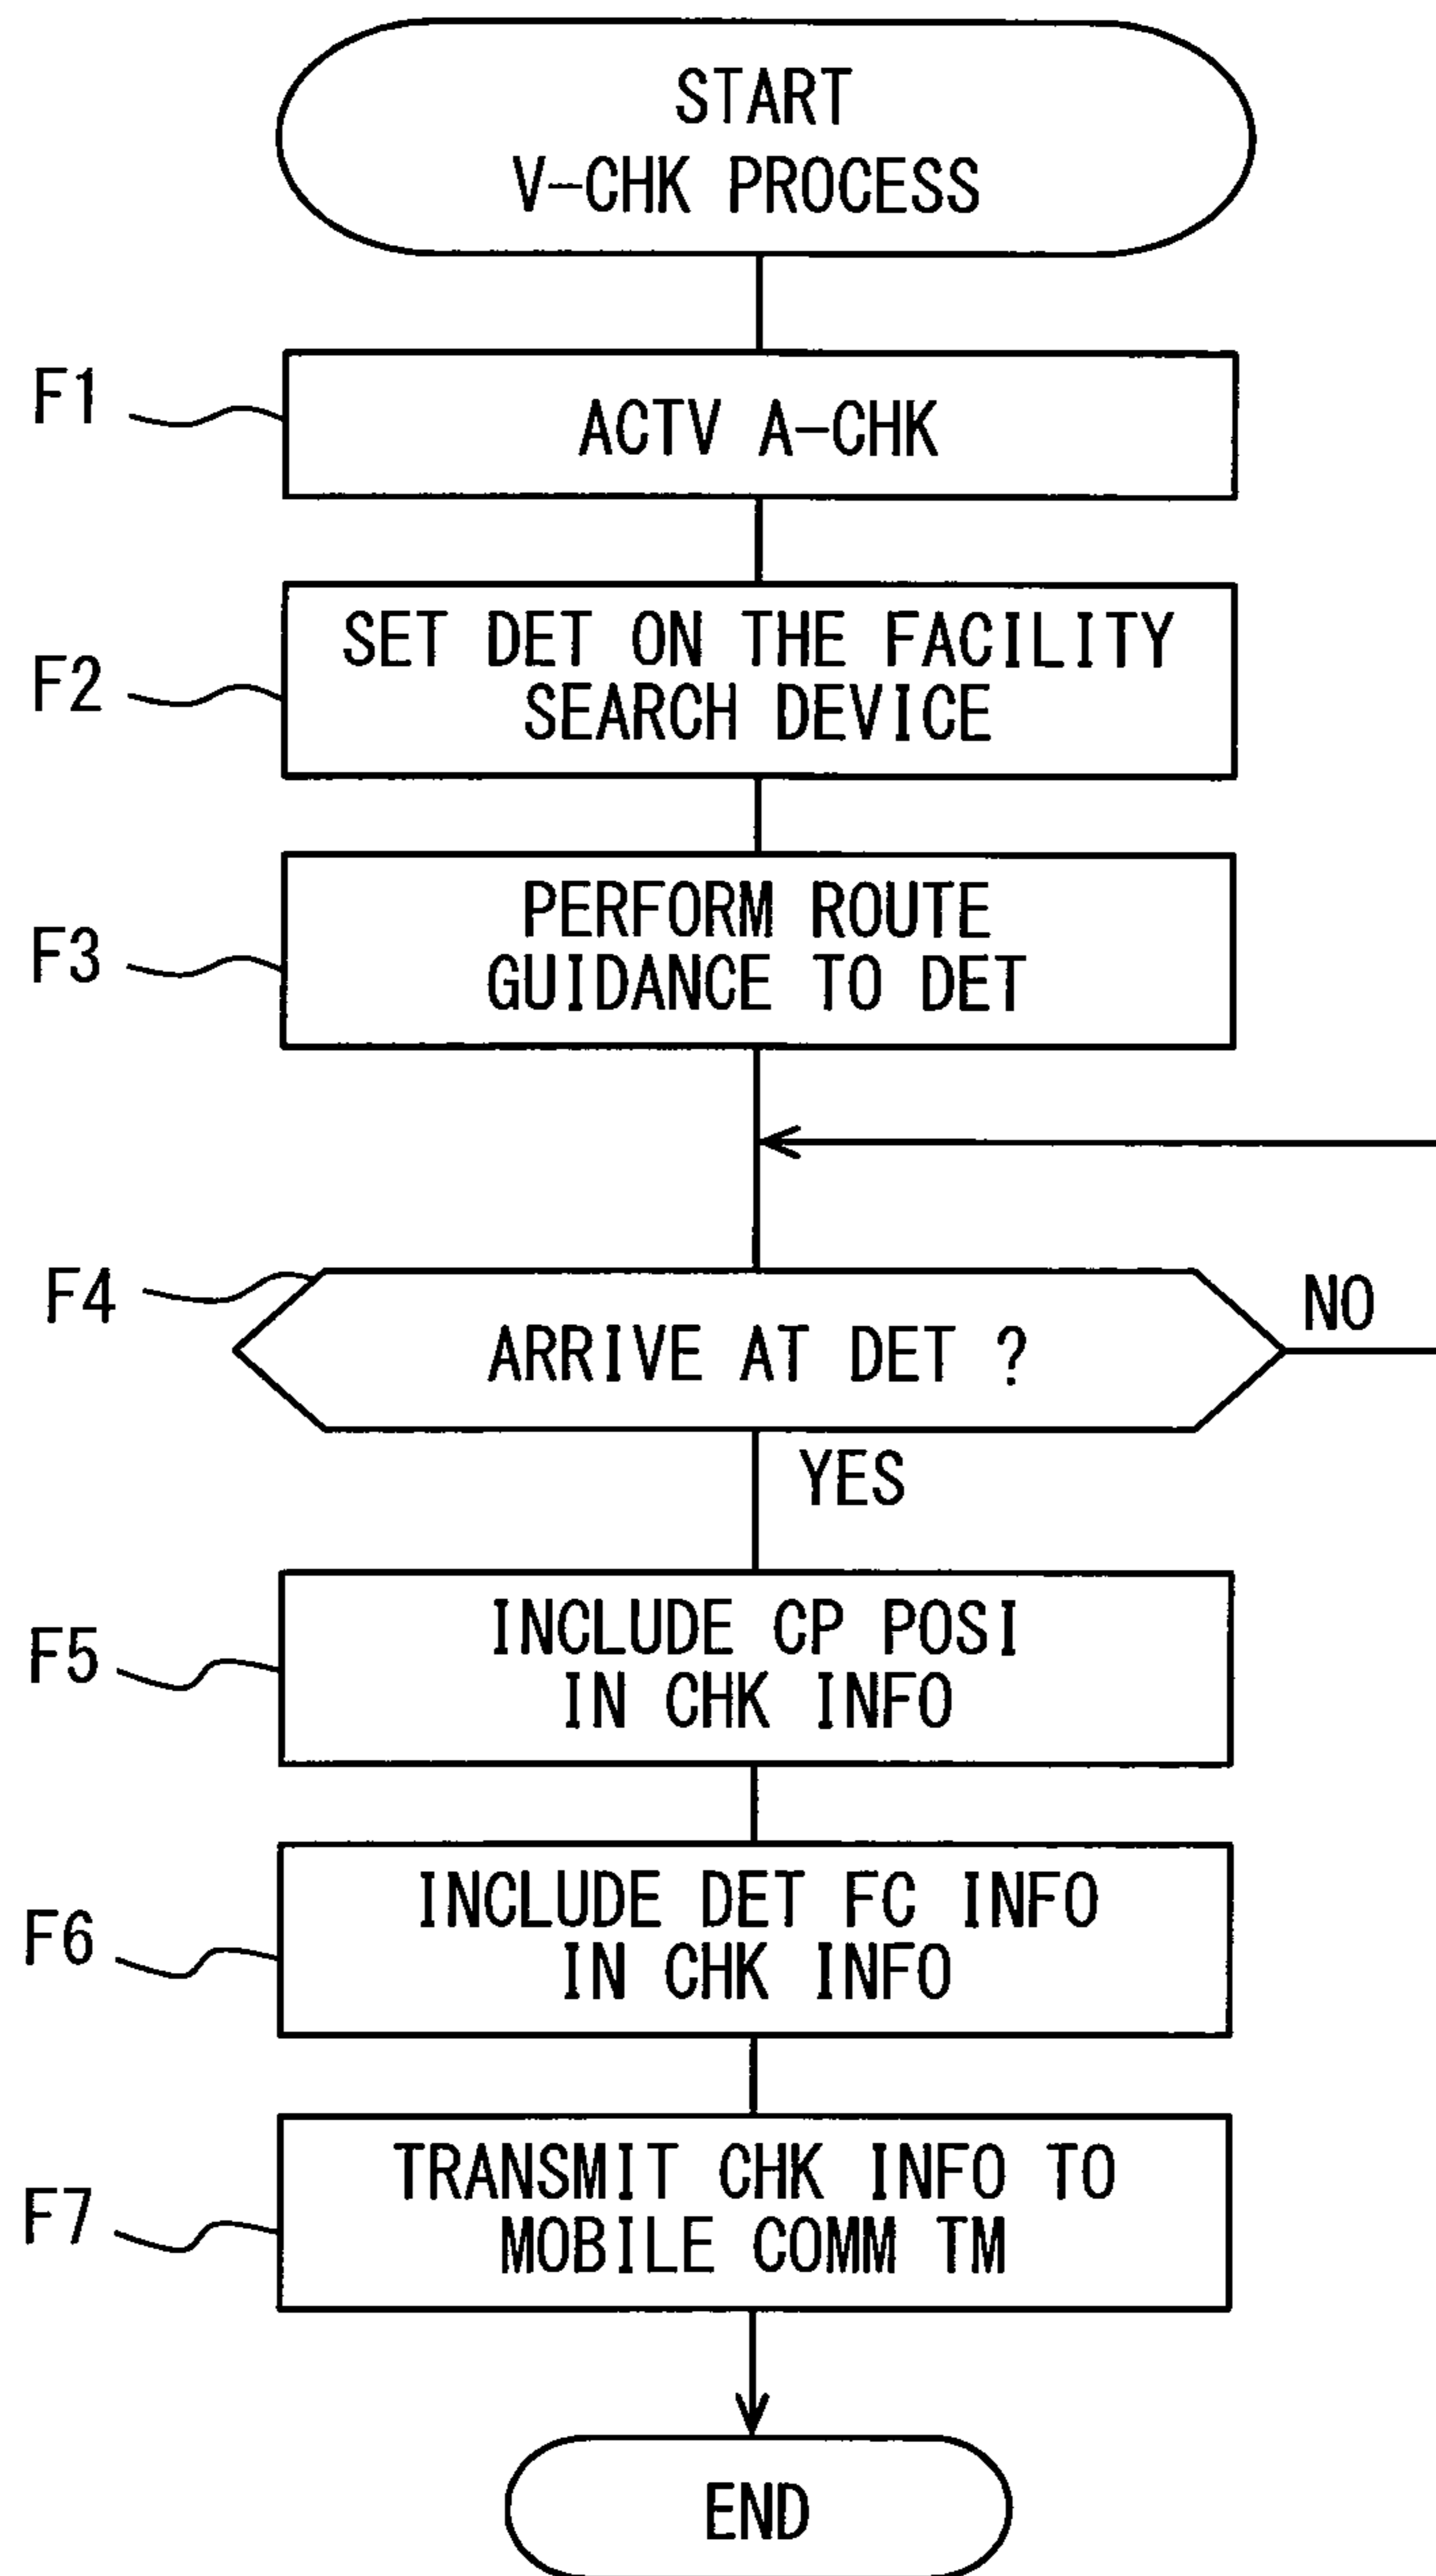 START
V-CHK PROCESS
F1
ACTV A-CHK
F2
SET DET ON THE FACILITY
SEARCH DEVICE
F3
PERFORM ROUTE
GUIDANCE TO DET
F4
ARRIVE AT DET ?
NO
YES
F5
INCLUDE CP POSI
IN CHK INFO
F6
INCLUDE DET FC INFO
IN CHK INFO
F7
TRANSMIT CHK INFO TO
MOBILE COMM TM
END